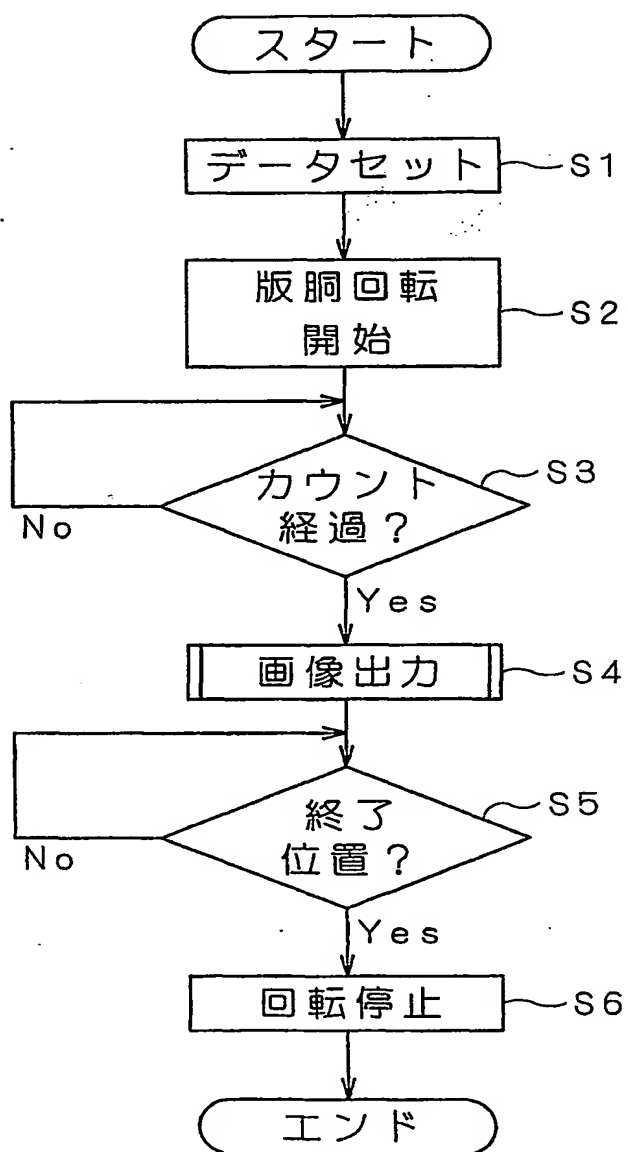 スタート
データセット
S1
版胴回転
開始
S2
カウント
経過?
S3
No
Yes
画像出力
S4
終了
位置?
S5
No
Yes
回転停止
S6
エンド